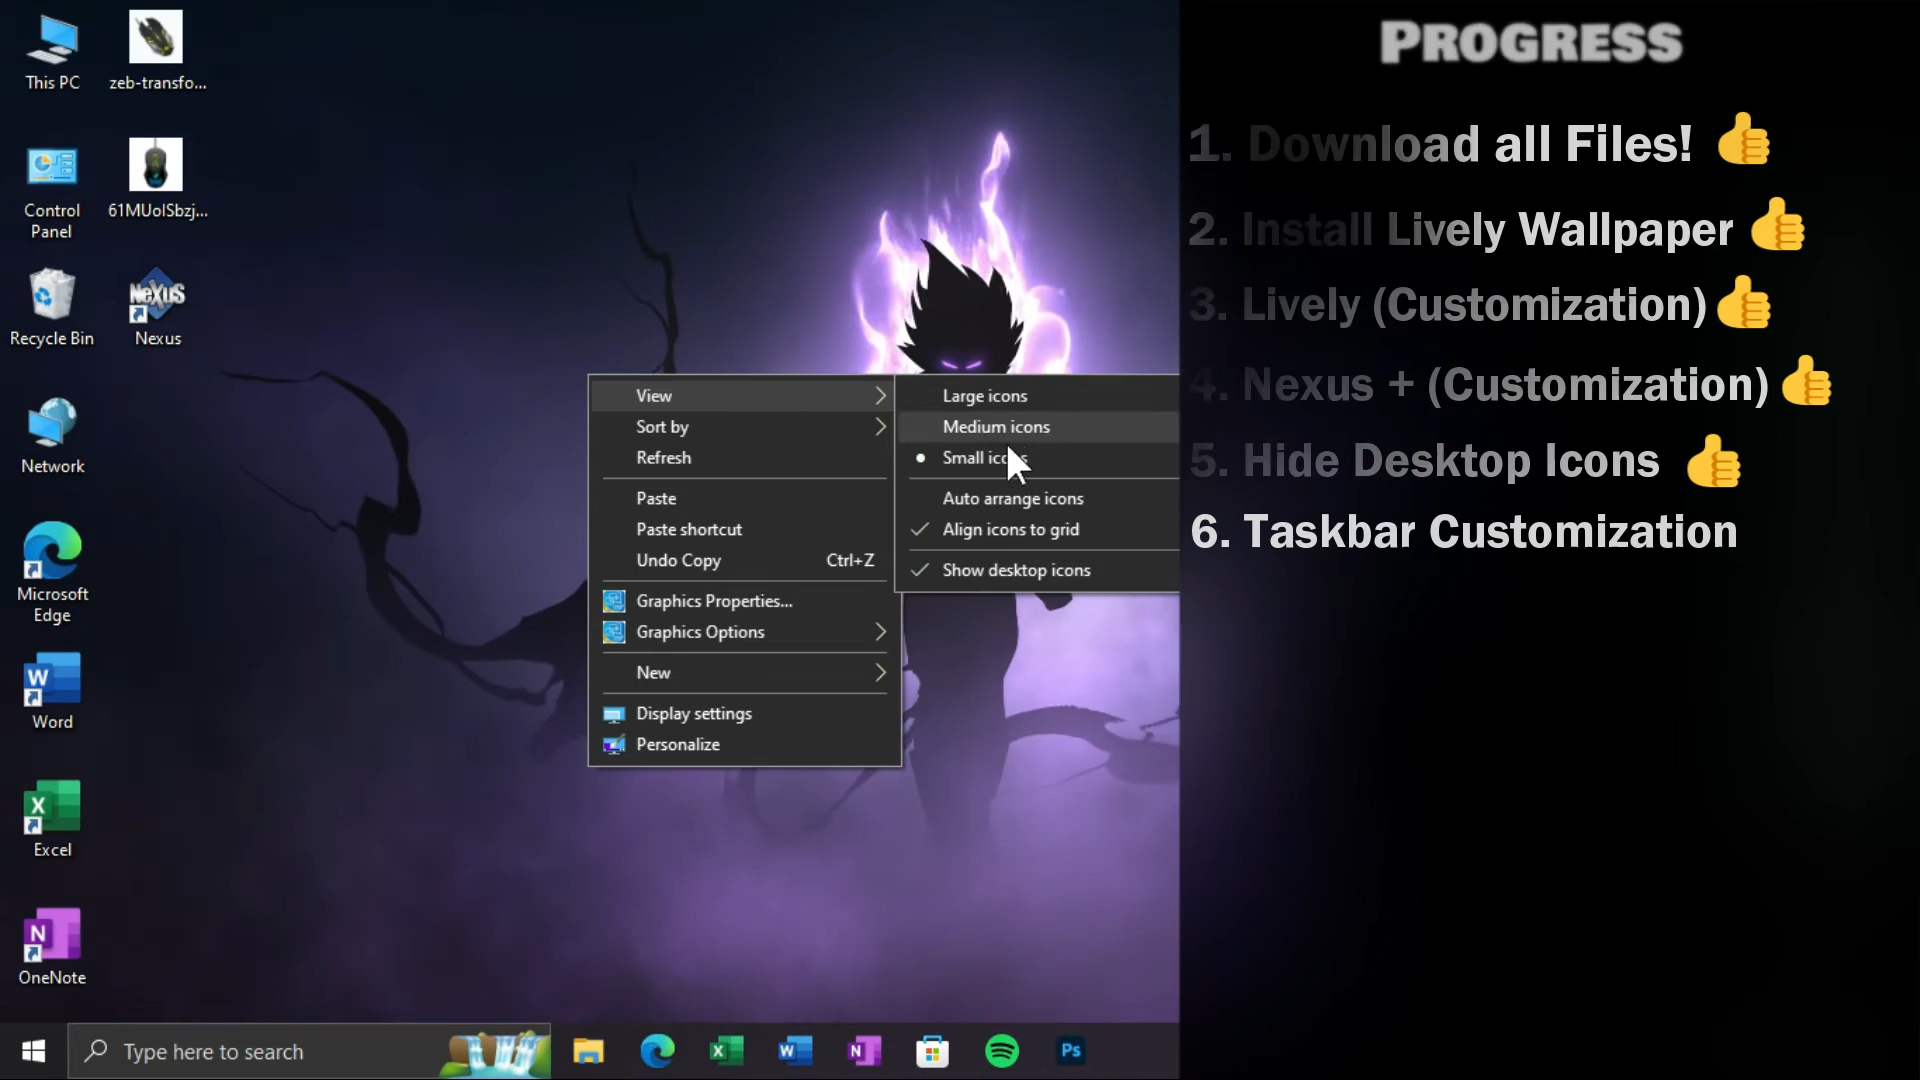 This PC
zeb-transfo...
Control
Panel
61MUolSbzj...
Recycle Bin
NeXuS
Nexus
Network
Microsoft
Edge
W
Word
X
Excel
N
OneNote
View
Sort by
Refresh
Paste
Paste shortcut
Undo Copy Ctrl+Z
Graphics Properties...
Graphics Options
New
Display settings
Personalize
Large icons
Medium icons
Small icons
Auto arrange icons
Align icons to grid
Show desktop icons
Type here to search
X
W
N
Ps
PROGRESS
1. Download all Files!
2. Install Lively Wallpaper
3. Lively (Customization)
4. Nexus + (Customization)
5. Hide Desktop Icons
6. Taskbar Customization